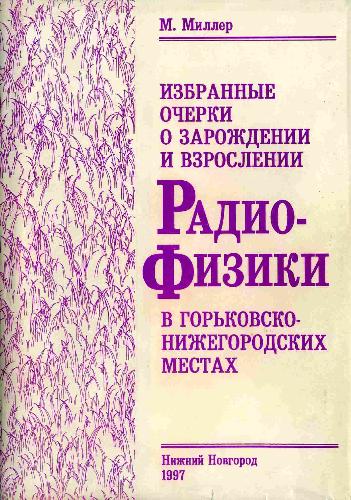 М. Миллер
ИЗБРАННЫЕ
ОЧЕРКИ
О ЗАРОЖДЕНИИ
И ВЗРОСЛЕНИИ
РАДИО-
ФИЗИКИ
В ГОРЬКОВСКО-
НИЖЕГОРОДСКИХ
МЕСТАХ
Нижний Новгород
1997